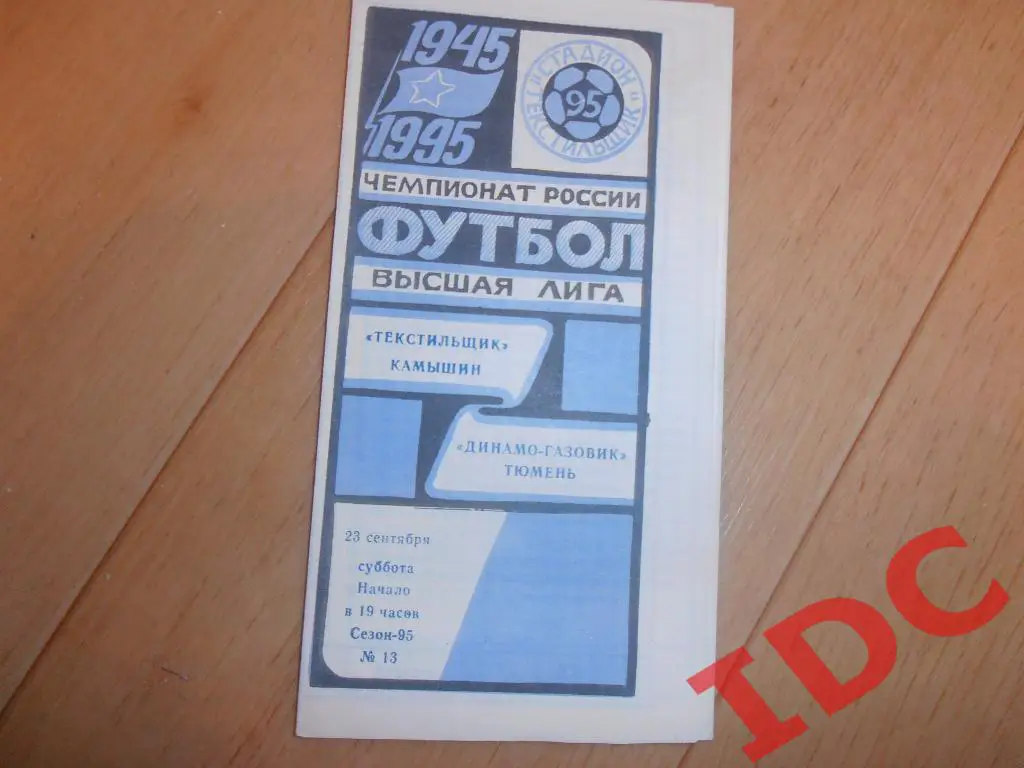 1945
1995
СТАДИОН
«ТЕКСТИЛЬЩИК»
95
ЧЕМПИОНАТ РОССИИ
ФУТБОЛ
ВЫСШАЯ ЛИГА
«ТЕКСТИЛЬЩИК»
КАМЫШИН
«ДИНАМО-ГАЗОВИК»
ТЮМЕНЬ
23 сентября
суббота
Начало
в 19 часов
Сезон-95
№ 13
IDC